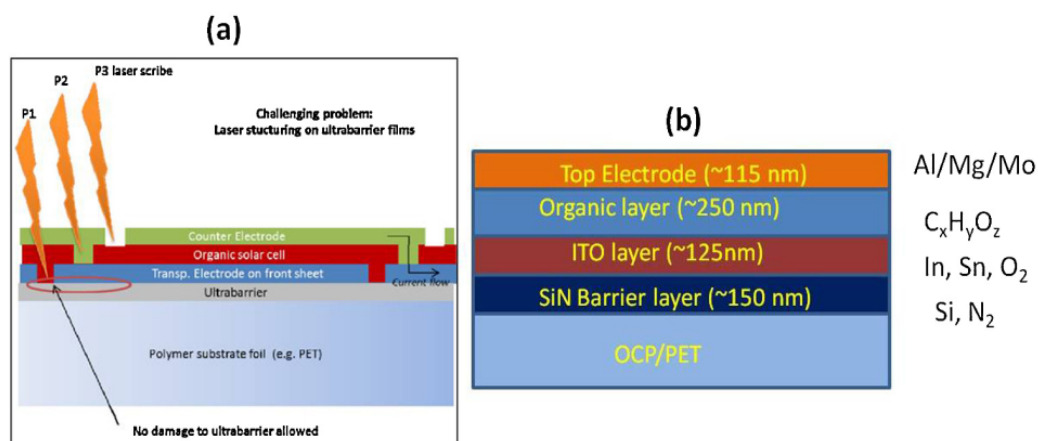 (a)
P1
P2
P3 laser scribe
Challenging problem:
Laser stucturing on ultrabarrier films
Counter Electrode
Organic solar cell
Transp. Electrode on front sheet
Current flow
Ultrabarrier
Polymer substrate foil (e.g. PET)
No damage to ultrabarrier allowed
(b)
Top Electrode (~115 nm)
Organic layer (~250 nm)
ITO layer (~125nm)
SiN Barrier layer (~150 nm)
OCP/PET
Al/Mg/Mo
CₓHᵧO_z
In, Sn, O₂
Si, N₂